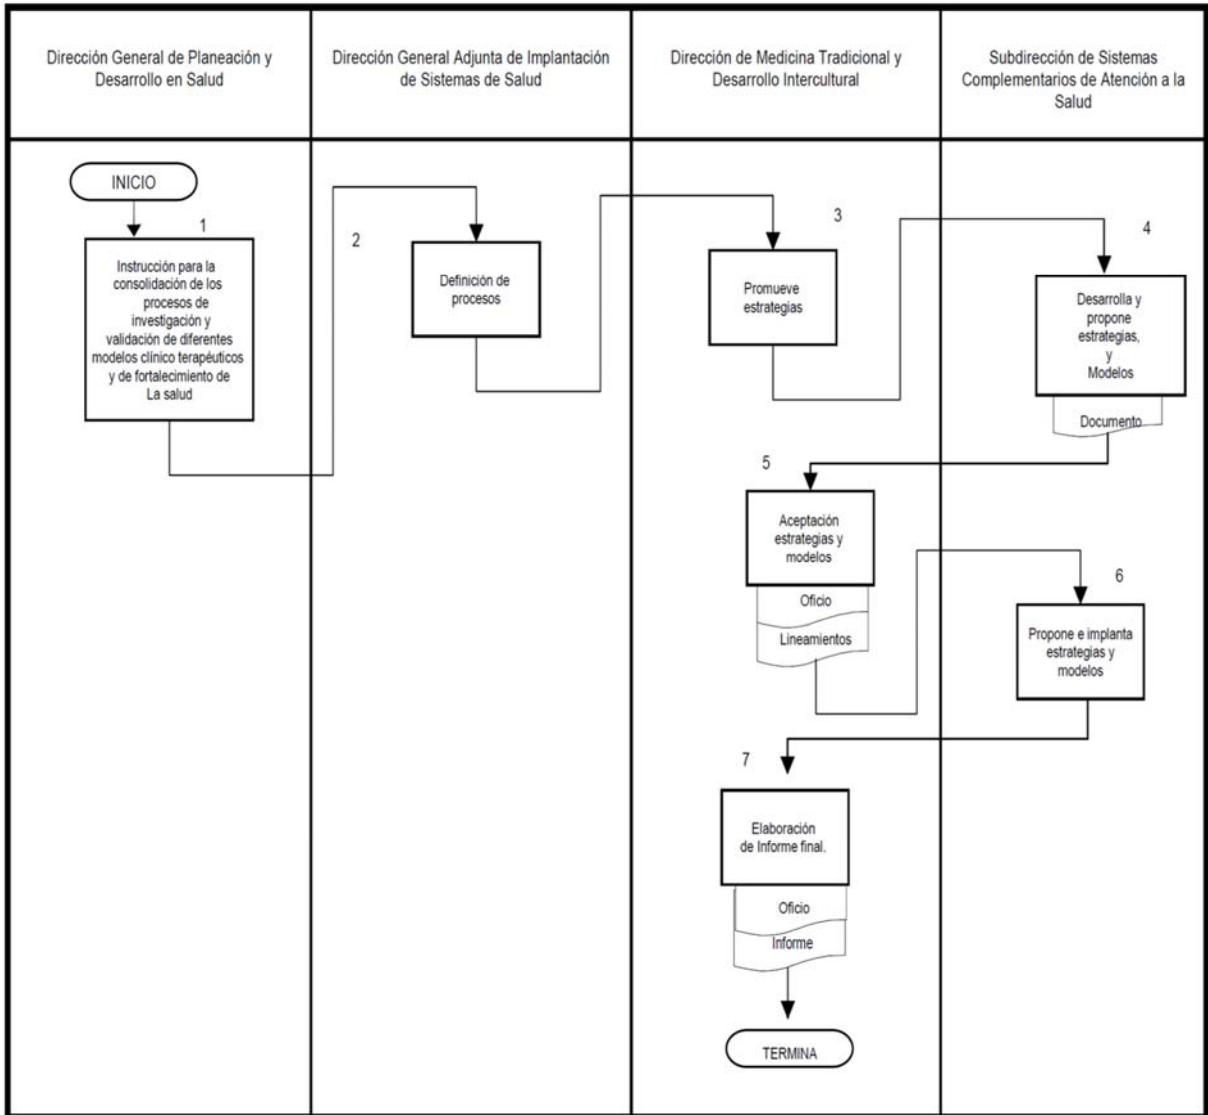 Dirección General de Planeación y
Desarrollo en Salud
Dirección General Adjunta de Implantación
de Sistemas de Salud
Dirección de Medicina Tradicional y
Desarrollo Intercultural
Subdirección de Sistemas
Complementarios de Atención a la
Salud
INICIO
1
Instrucción para la
consolidación de los
procesos de
investigación y
validación de diferentes
modelos clínico terapéuticos
y de fortalecimiento de
La salud
2
Definición de
procesos
3
Promueve
estrategias
4
Desarrolla y
propone
estrategias,
y
Modelos
Documento
5
Aceptación
estrategias y
modelos
Oficio
Lineamientos
6
Propone e implanta
estrategias y
modelos
7
Elaboración
de Informe final.
Oficio
Informe
TERMINA